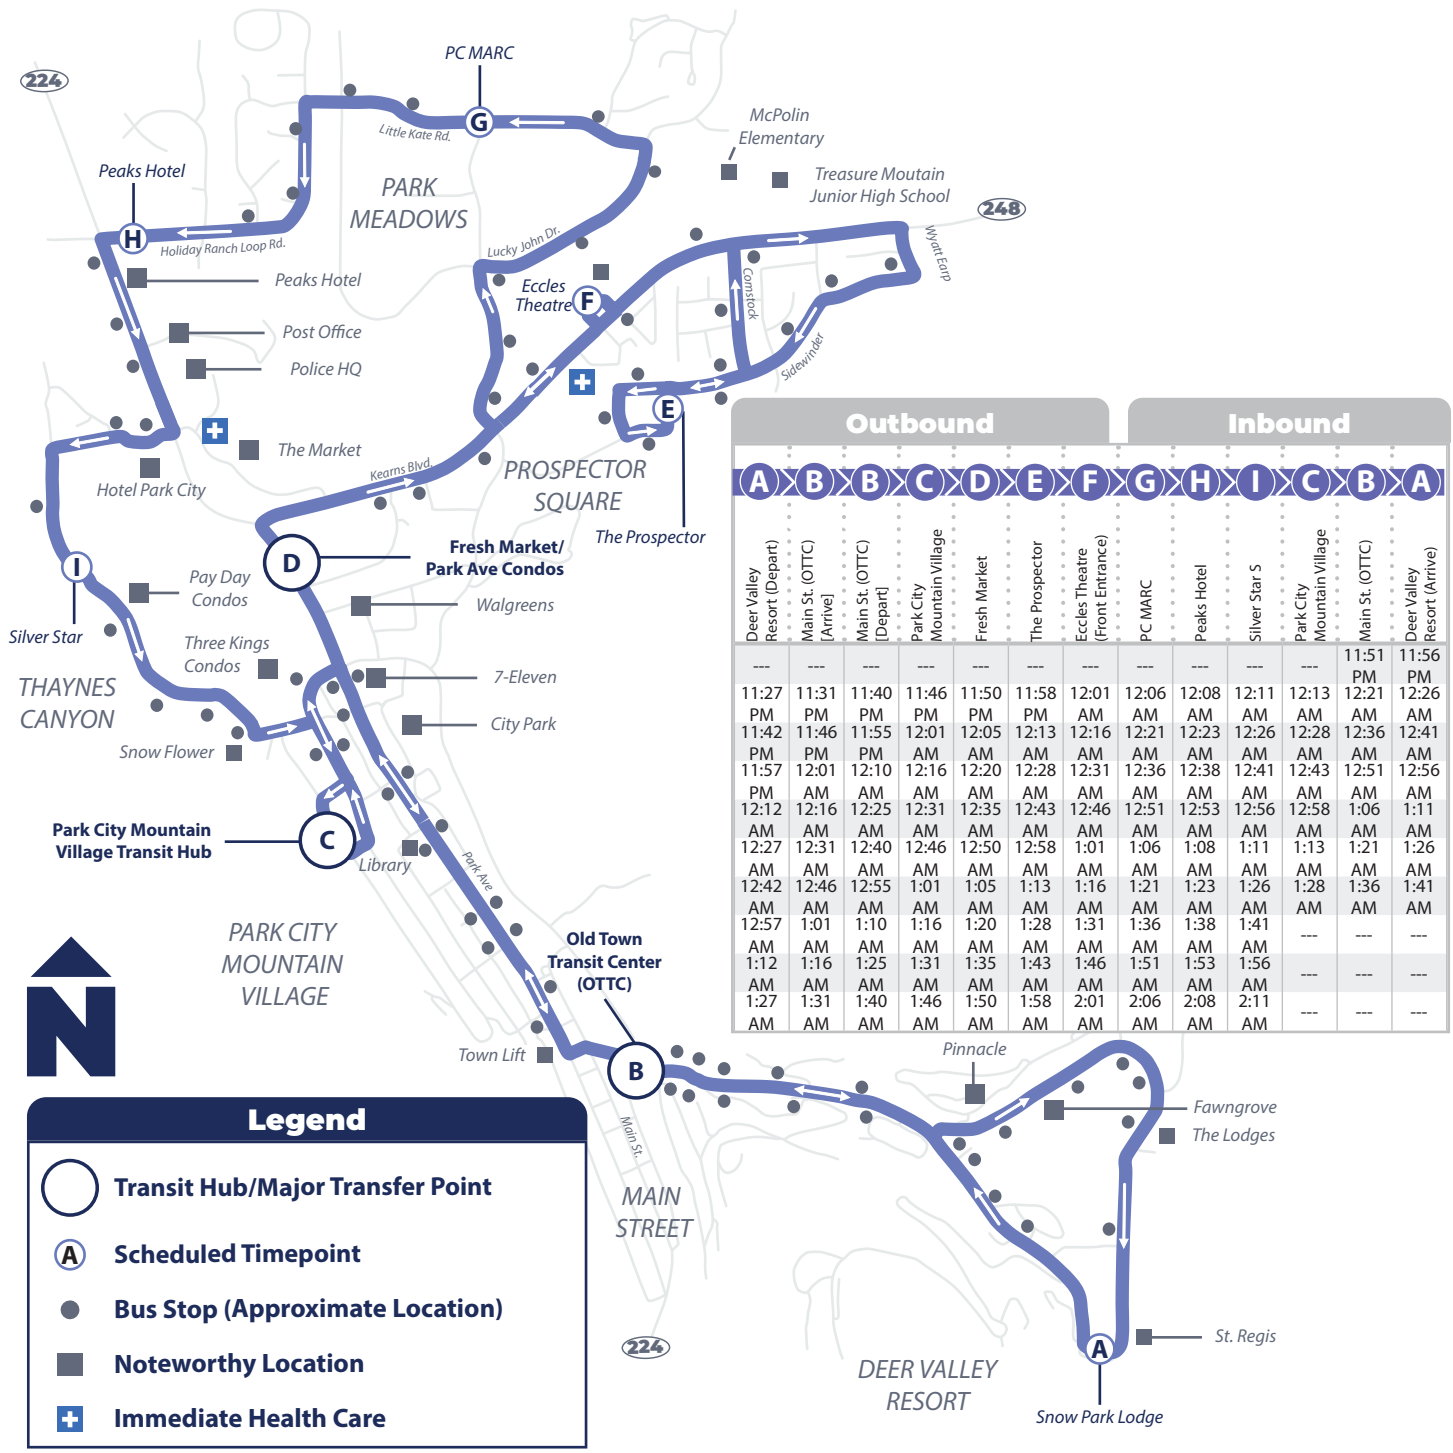 PC MARC
224
McPolin
Elementary
G
Little Kate Rd.
Treasure Moutain
Junior High School
Peaks Hotel
PARK
MEADOWS
248
H
Holiday Ranch Loop Rd.
Lucky John Dr.
Wyatt Earp
Peaks Hotel
Eccles
Theatre
F
Comstock
Post Office
Police HQ
Sidewinder
E
The Market
Kearns Blvd.
PROSPECTOR
SQUARE
Hotel Park City
The Prospector
D
Fresh Market/
Park Ave Condos
I
Pay Day
Condos
Walgreens
Silver Star
Three Kings
Condos
7-Eleven
THAYNES
CANYON
City Park
Snow Flower
Park City Mountain
Village Transit Hub
C
Library
Park Ave
PARK CITY
MOUNTAIN
VILLAGE
Old Town
Transit Center
(OTTC)
N
Town Lift
B
Main St.
MAIN
STREET
224
Pinnacle
Fawngrove
The Lodges
St. Regis
A
DEER VALLEY
RESORT
Snow Park Lodge
Outbound Inbound
A B B C D E F G H I C B A
Deer Valley
Resort (Depart)
Main St. (OTTC)
[Arrive]
Main St. (OTTC)
[Depart]
Park City
Mountain Village
Fresh Market
The Prospector
Eccles Theatre
(Front Entrance)
PC MARC
Peaks Hotel
Silver Star S
Park City
Mountain Village
Main St. (OTTC)
Deer Valley
Resort (Arrive)
--- --- --- --- --- --- --- --- --- --- --- 11:51 11:56
PM PM
11:27 11:31 11:40 11:46 11:50 11:58 12:01 12:06 12:08 12:11 12:13 12:21 12:26
PM PM PM PM PM PM AM AM AM AM AM AM AM
11:42 11:46 11:55 12:01 12:05 12:13 12:16 12:21 12:23 12:26 12:28 12:36 12:41
PM PM PM AM AM AM AM AM AM AM AM AM AM
11:57 12:01 12:10 12:16 12:20 12:28 12:31 12:36 12:38 12:41 12:43 12:51 12:56
PM AM AM AM AM AM AM AM AM AM AM AM AM
12:12 12:16 12:25 12:31 12:35 12:43 12:46 12:51 12:53 12:56 12:58 1:06 1:11
AM AM AM AM AM AM AM AM AM AM AM AM AM
12:27 12:31 12:40 12:46 12:50 12:58 1:01 1:06 1:08 1:11 1:13 1:21 1:26
AM AM AM AM AM AM AM AM AM AM AM AM AM
12:42 12:46 12:55 1:01 1:05 1:13 1:16 1:21 1:23 1:26 1:28 1:36 1:41
AM AM AM AM AM AM AM AM AM AM AM AM AM
12:57 1:01 1:10 1:16 1:20 1:28 1:31 1:36 1:38 1:41 --- --- ---
AM AM AM AM AM AM AM AM AM AM
1:12 1:16 1:25 1:31 1:35 1:43 1:46 1:51 1:53 1:56 --- --- ---
AM AM AM AM AM AM AM AM AM AM
1:27 1:31 1:40 1:46 1:50 1:58 2:01 2:06 2:08 2:11 --- --- ---
AM AM AM AM AM AM AM AM AM AM
Legend
Transit Hub/Major Transfer Point
A Scheduled Timepoint
Bus Stop (Approximate Location)
Noteworthy Location
Immediate Health Care